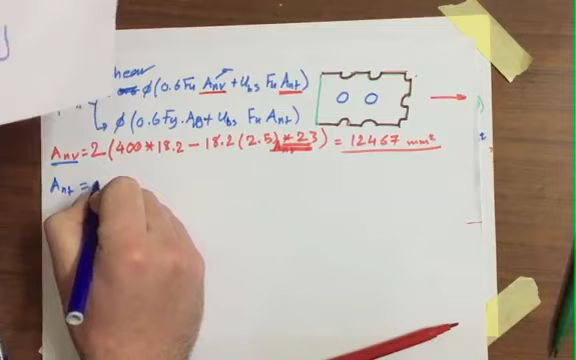 shear
ϕ(0.6Fu Anv + Ubs Fu Ant)
↳ ϕ(0.6Fy.Ag + Ubs Fu Ant)
Anv = 2(400*18.2 - 18.2(2.5)*23) = 12467 mm²
Ant =